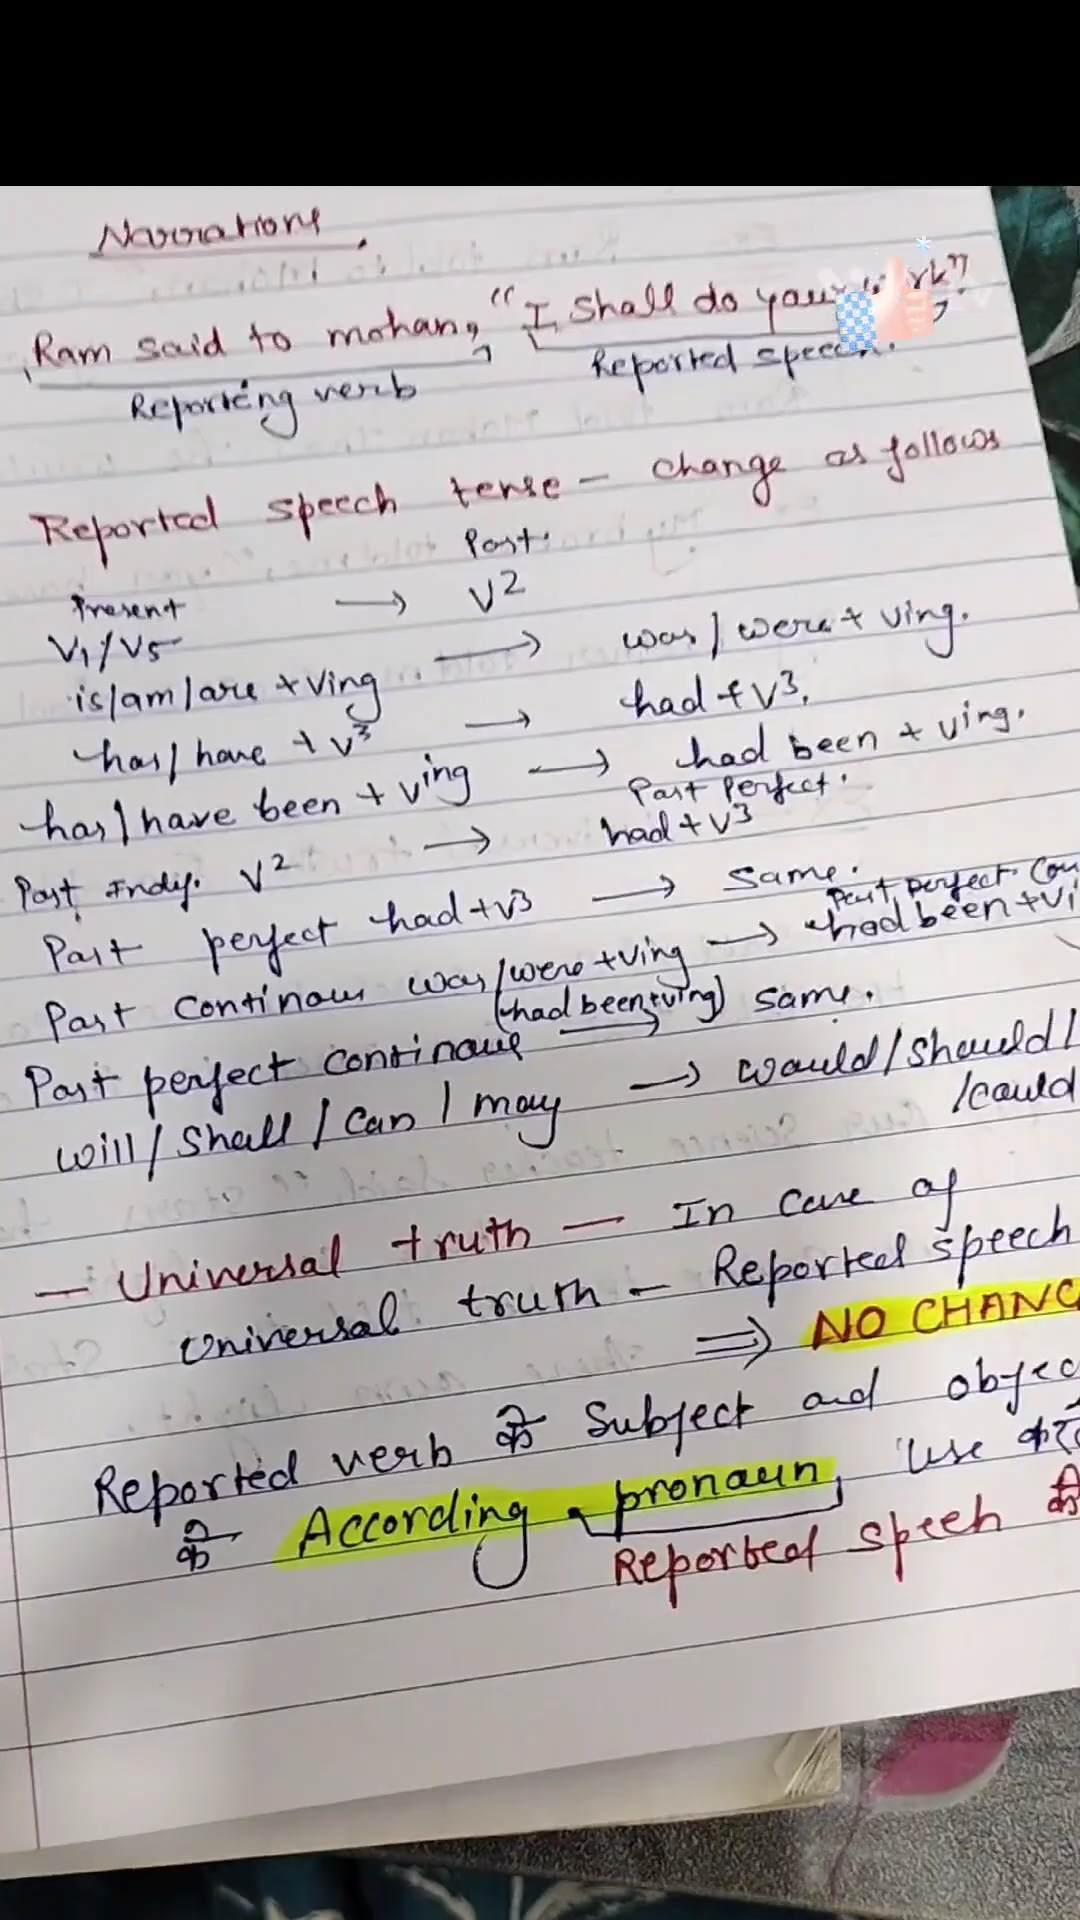 Narrations.
Ram said to mohan, "I shall do your
Reporting verb Reported speech.
Reported speech tense - change as follows
Present Past.
V1/V5 → V2
is/am/are + Ving → was/were + Ving.
has/have + V3 → had + V3.
has/have been + Ving → had been + Ving.
Past Indif. V2 → Past perfect. had + V3
Past perfect had + V3 → same.
Past continous was/were + Ving → Past perfect. Con had been + Vi
Past perfect continous (had been + Ving) → same.
will/shall/can/may → would/should/
/could
- Universal truth - In case of
universal truth - Reported speech
⇒ NO CHANG
Reported verb के Subject and objec
के According pronoun, use
Reported speech के